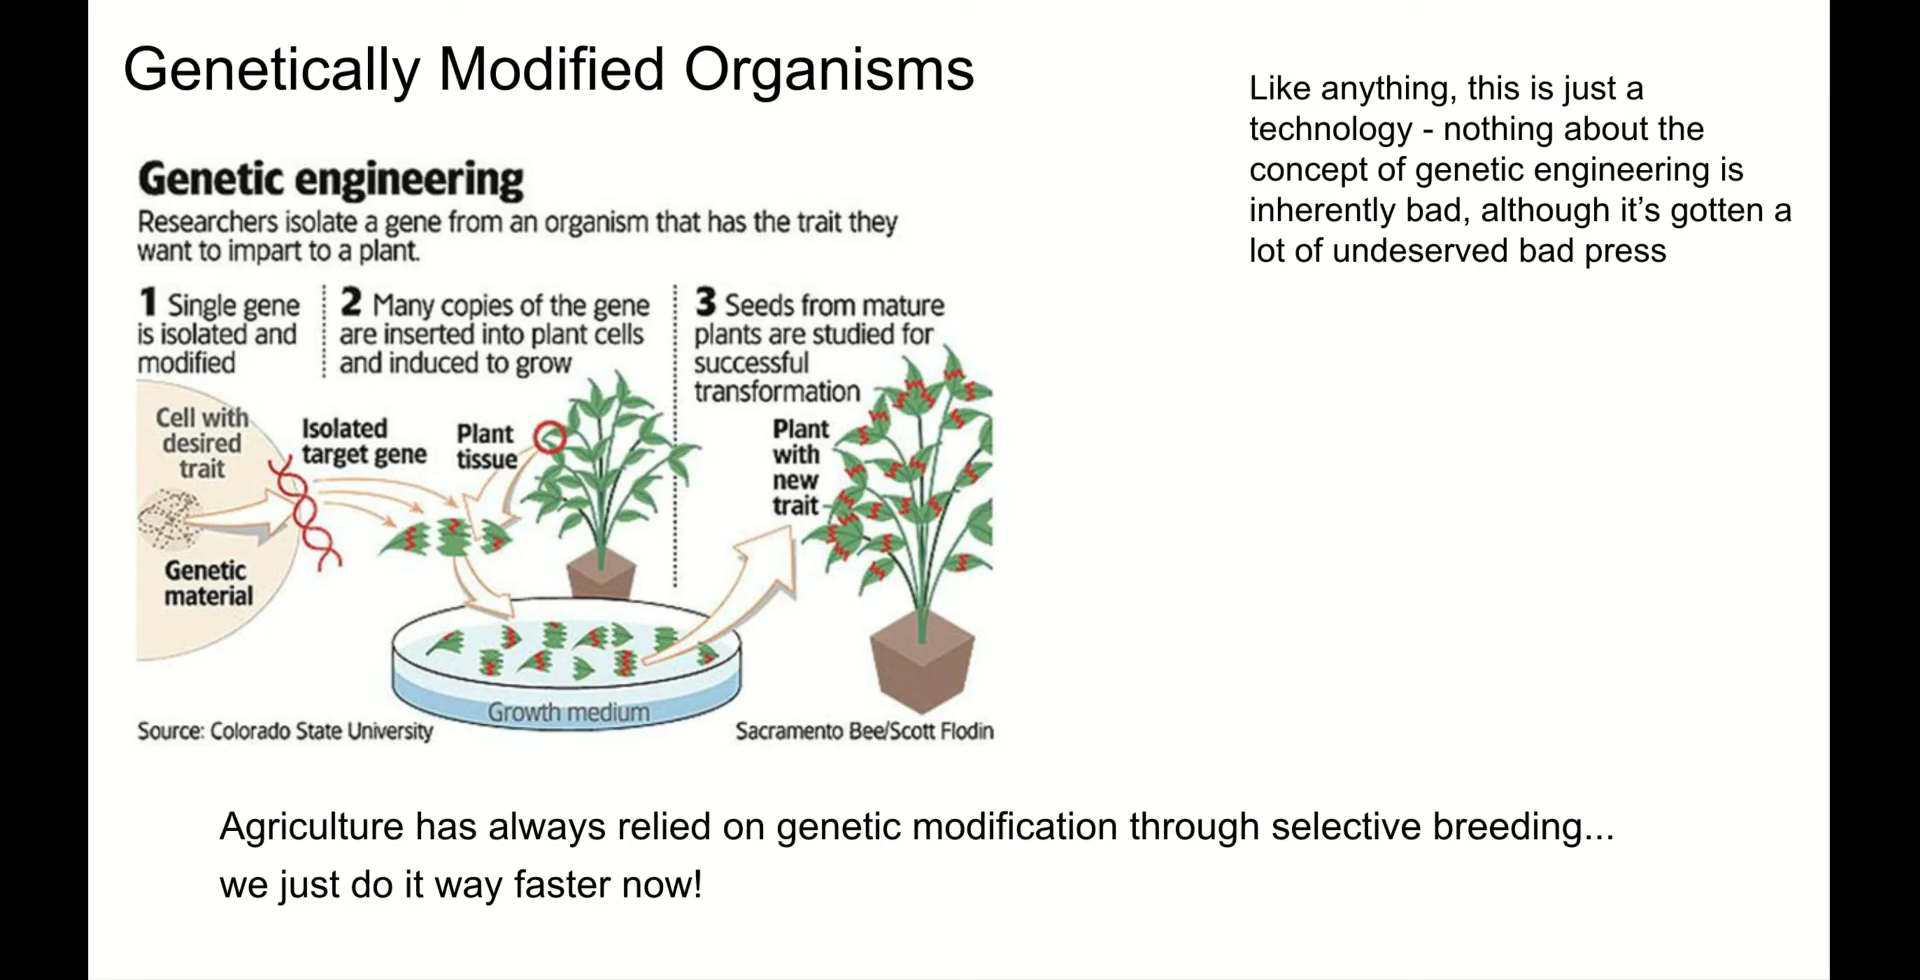 Genetically Modified Organisms
Like anything, this is just a
technology - nothing about the
concept of genetic engineering is
inherently bad, although it’s gotten a
lot of undeserved bad press
Genetic engineering
Researchers isolate a gene from an organism that has the trait they
want to impart to a plant.
1 Single gene
is isolated and
modified
2 Many copies of the gene
are inserted into plant cells
and induced to grow
3 Seeds from mature
plants are studied for
successful
transformation
Cell with
desired
trait
Isolated
target gene
Plant
tissue
Plant
with
new
trait
Genetic
material
Growth medium
Source: Colorado State University
Sacramento Bee/Scott Flodin
Agriculture has always relied on genetic modification through selective breeding...
we just do it way faster now!